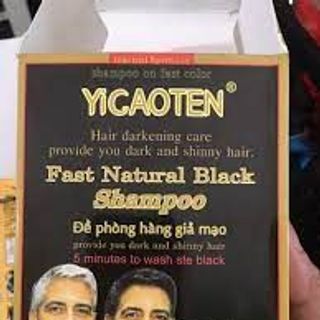 shampoo on fast color
YiCAOTEN®
Hair darkening care
provide you dark and shinny hair.
Fast Natural Black
Shampoo
Đề phòng hàng giả mạo
provide you dark and shinny hair
5 minutes to wash ste black